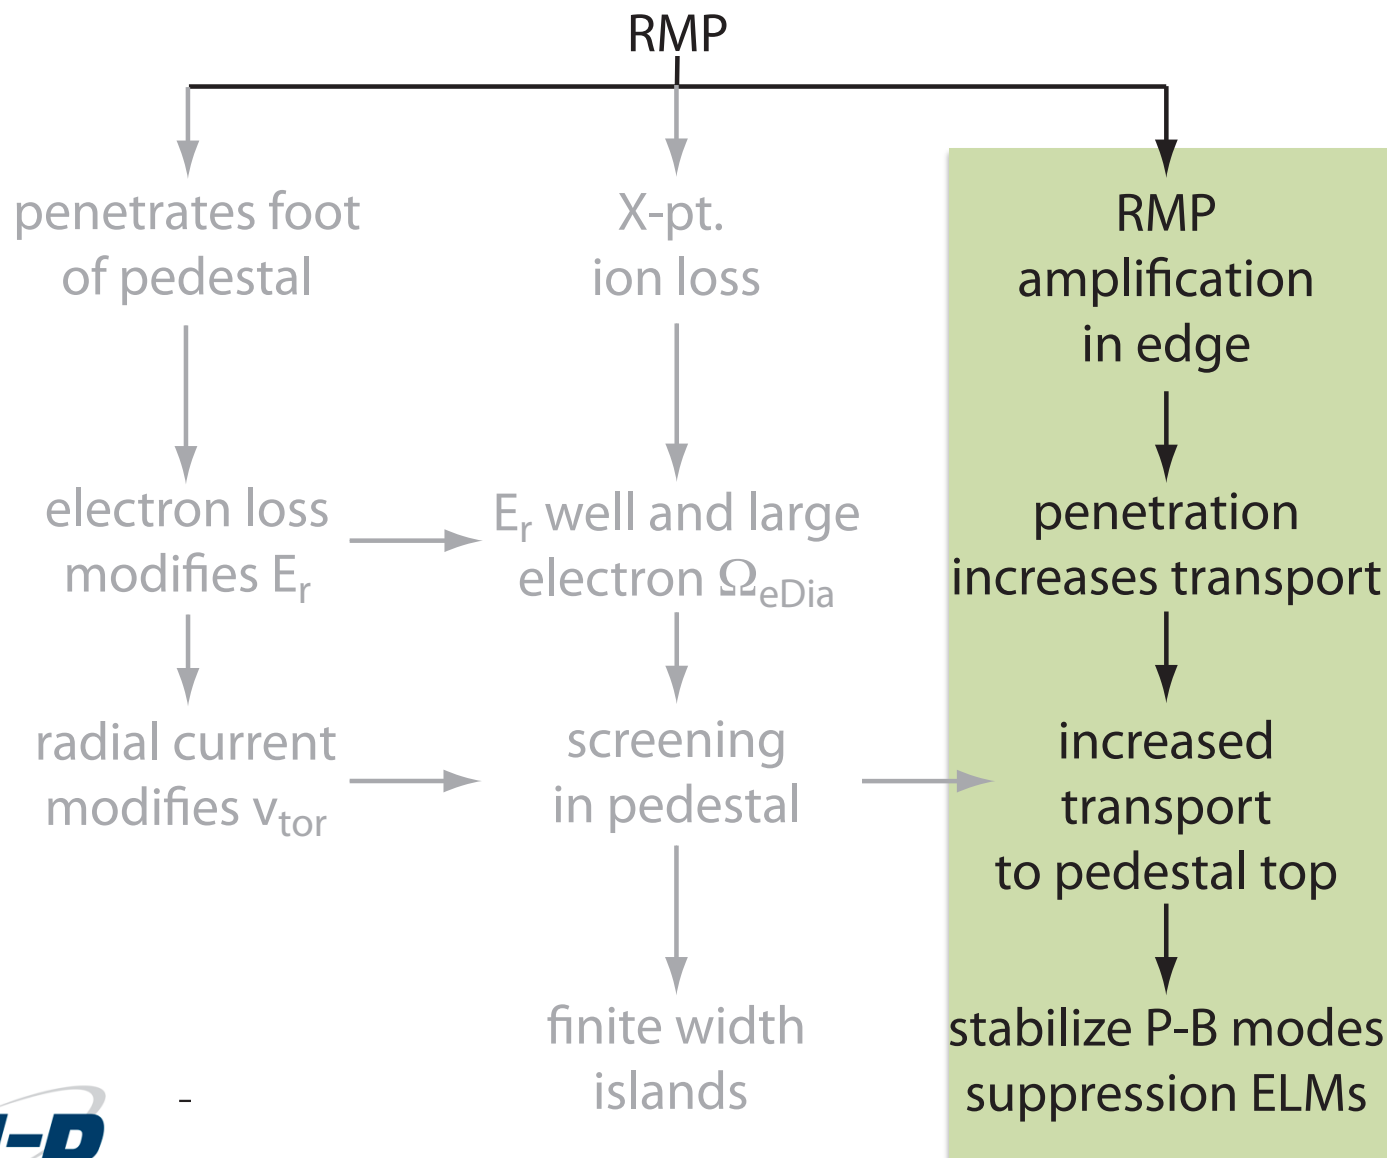 RMP
penetrates foot
of pedestal
X-pt.
ion loss
RMP
amplification
in edge
electron loss
modifies Er
Er well and large
electron ΩeDia
penetration
increases transport
radial current
modifies vtor
screening
in pedestal
increased
transport
to pedestal top
finite width
islands
stabilize P-B modes
suppression ELMs
-